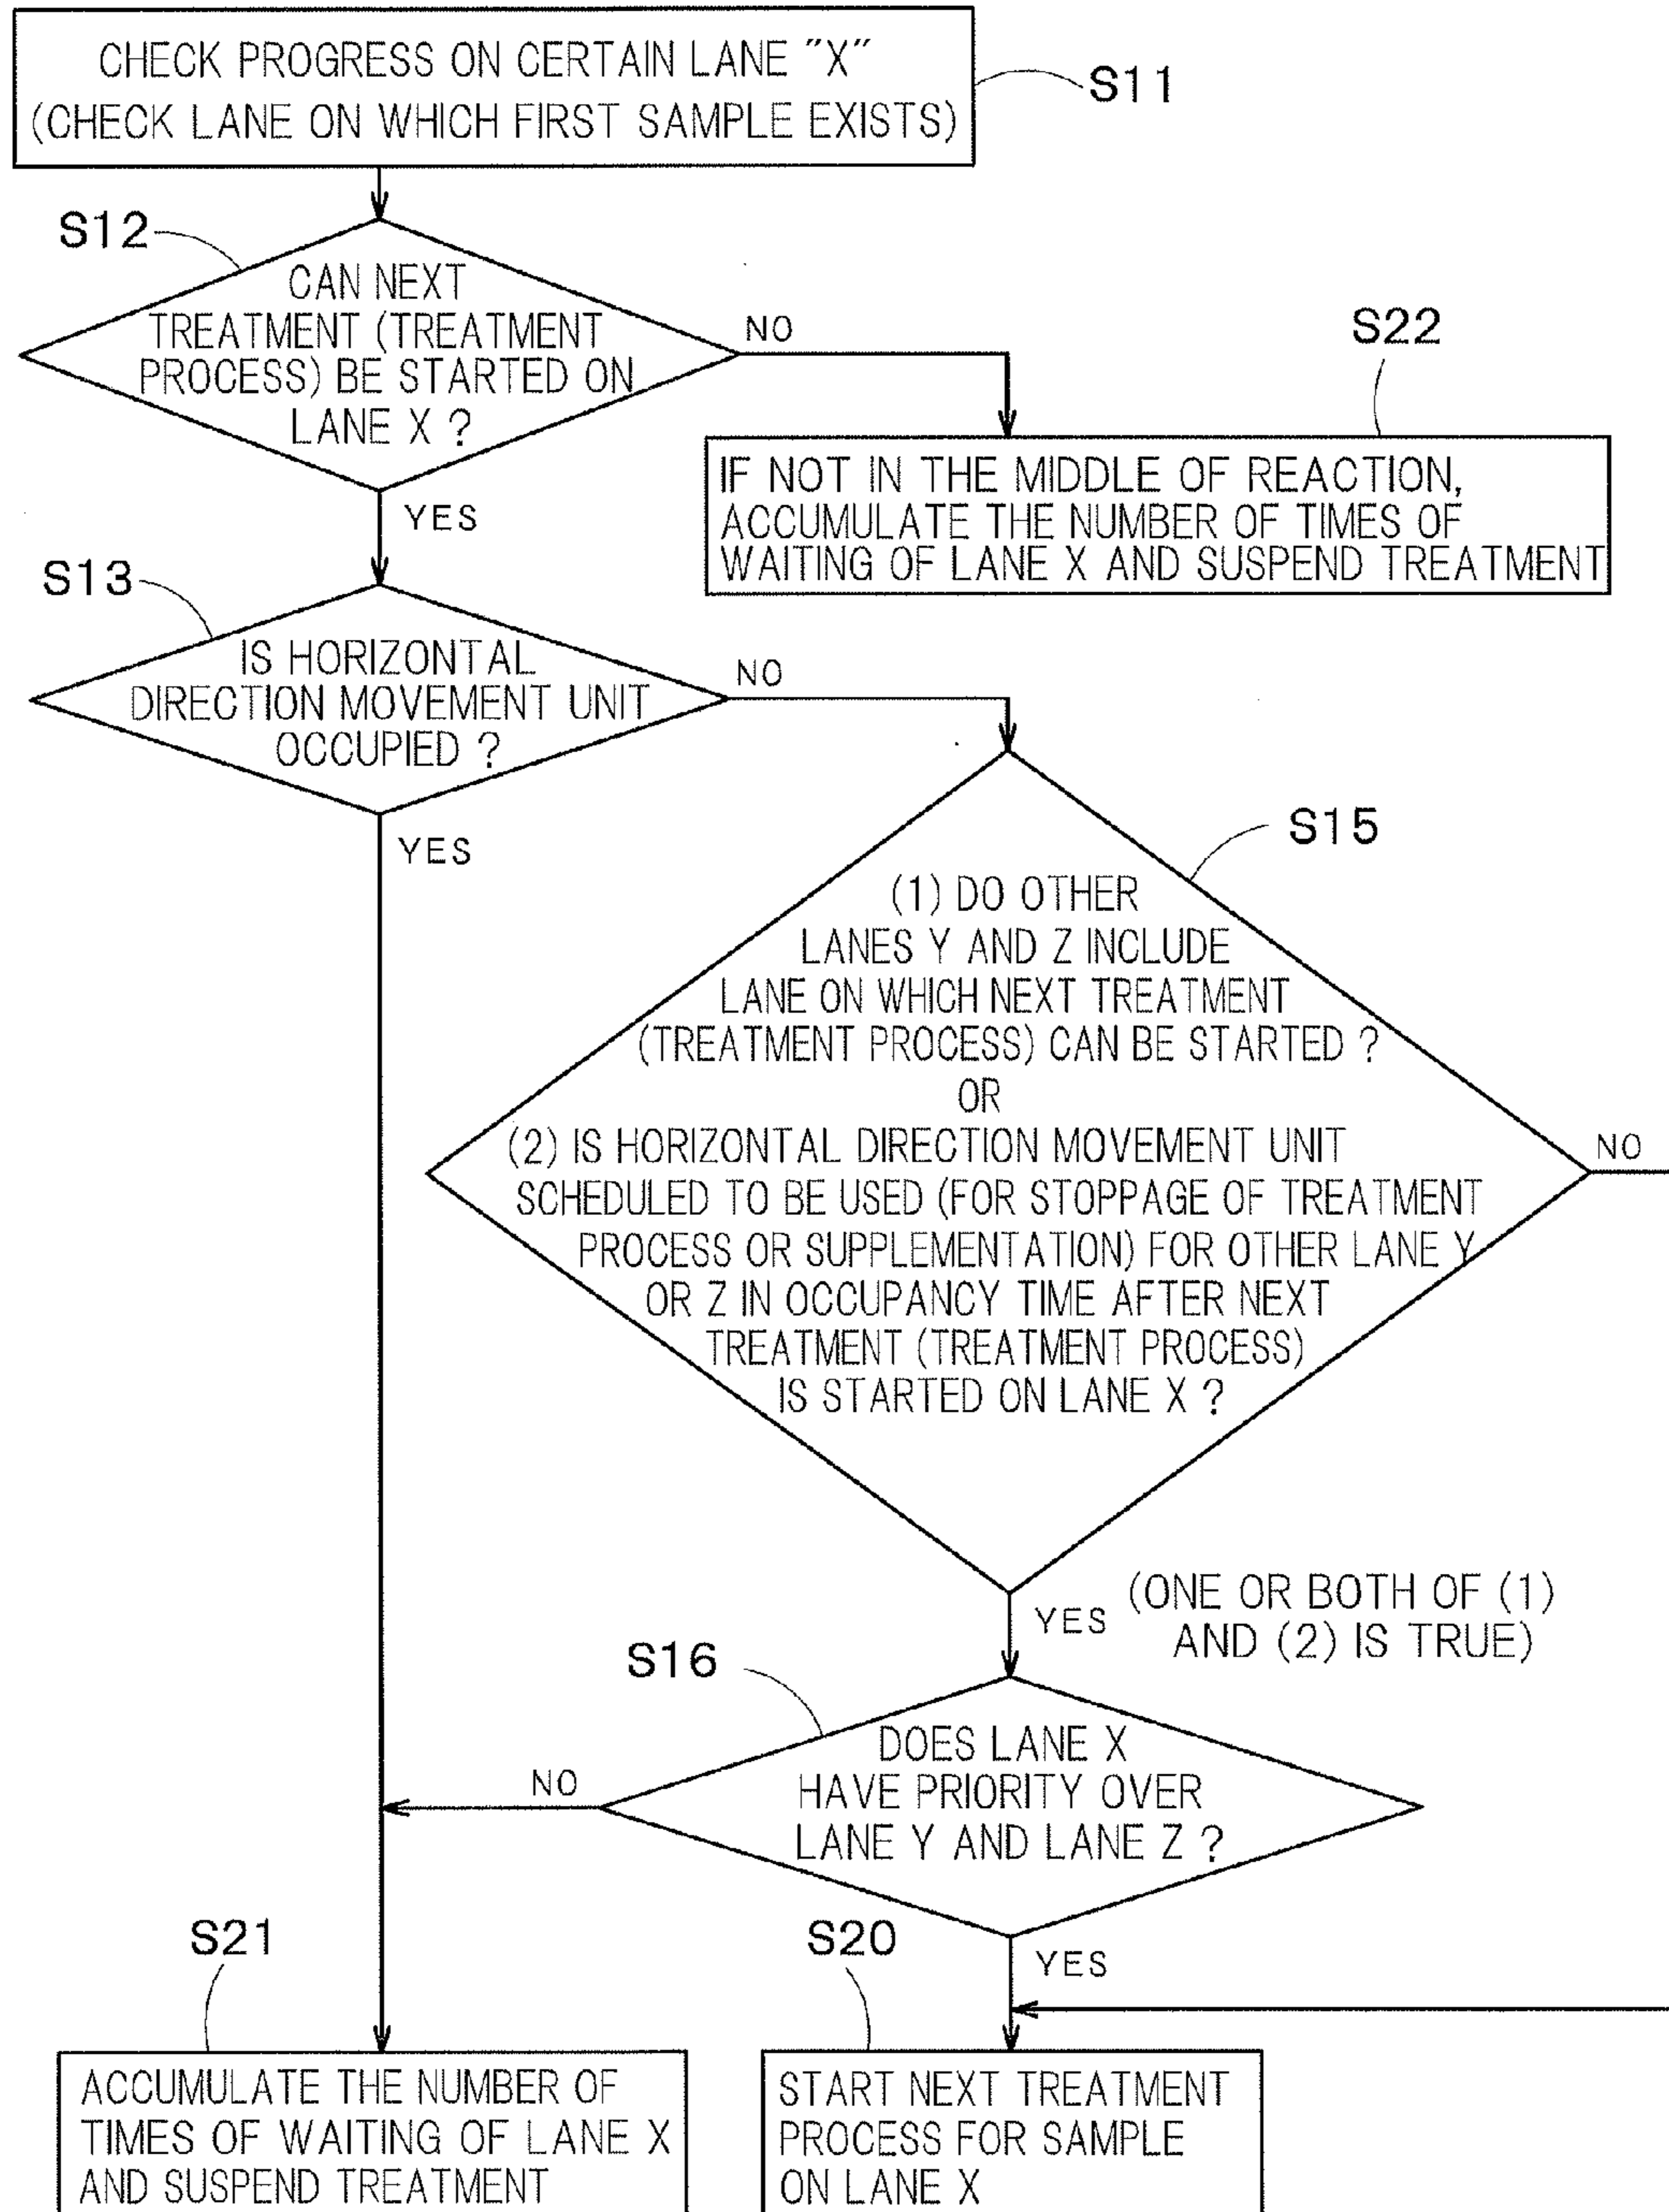 CHECK PROGRESS ON CERTAIN LANE "X"
(CHECK LANE ON WHICH FIRST SAMPLE EXISTS)
S11
S12
CAN NEXT
TREATMENT (TREATMENT
PROCESS) BE STARTED ON
LANE X ?
NO
YES
S22
IF NOT IN THE MIDDLE OF REACTION,
ACCUMULATE THE NUMBER OF TIMES OF
WAITING OF LANE X AND SUSPEND TREATMENT
S13
IS HORIZONTAL
DIRECTION MOVEMENT UNIT
OCCUPIED ?
NO
YES
S15
(1) DO OTHER
LANES Y AND Z INCLUDE
LANE ON WHICH NEXT TREATMENT
(TREATMENT PROCESS) CAN BE STARTED ?
OR
(2) IS HORIZONTAL DIRECTION MOVEMENT UNIT
SCHEDULED TO BE USED (FOR STOPPAGE OF TREATMENT
PROCESS OR SUPPLEMENTATION) FOR OTHER LANE Y
OR Z IN OCCUPANCY TIME AFTER NEXT
TREATMENT (TREATMENT PROCESS)
IS STARTED ON LANE X ?
NO
YES
(ONE OR BOTH OF (1)
AND (2) IS TRUE)
S16
DOES LANE X
HAVE PRIORITY OVER
LANE Y AND LANE Z ?
NO
YES
S21
ACCUMULATE THE NUMBER OF
TIMES OF WAITING OF LANE X
AND SUSPEND TREATMENT
S20
START NEXT TREATMENT
PROCESS FOR SAMPLE
ON LANE X